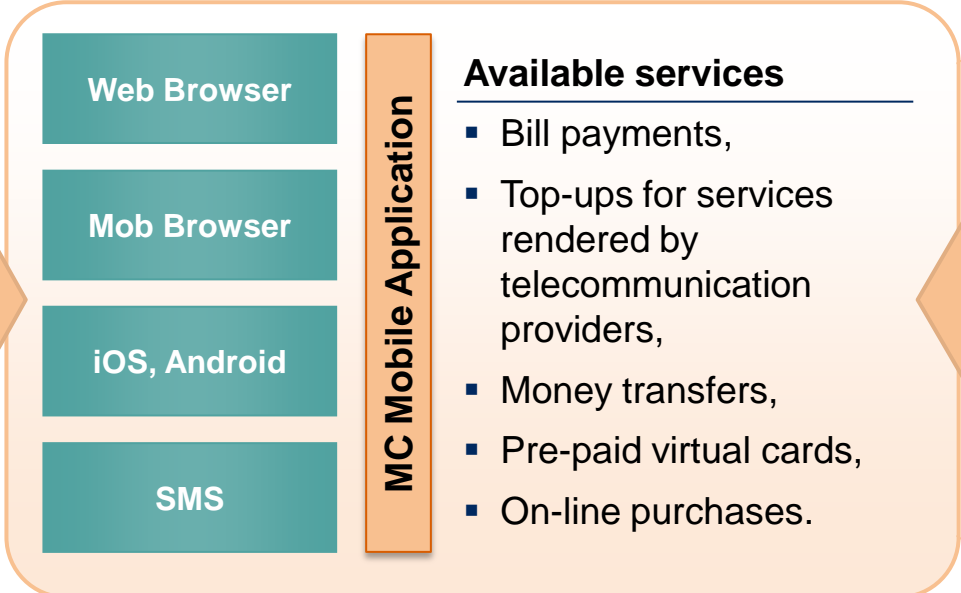 Web Browser
Mob Browser
iOS, Android
SMS
MC Mobile Application
Available services
▪ Bill payments,
▪ Top-ups for services
rendered by
telecommunication
providers,
▪ Money transfers,
▪ Pre-paid virtual cards,
▪ On-line purchases.